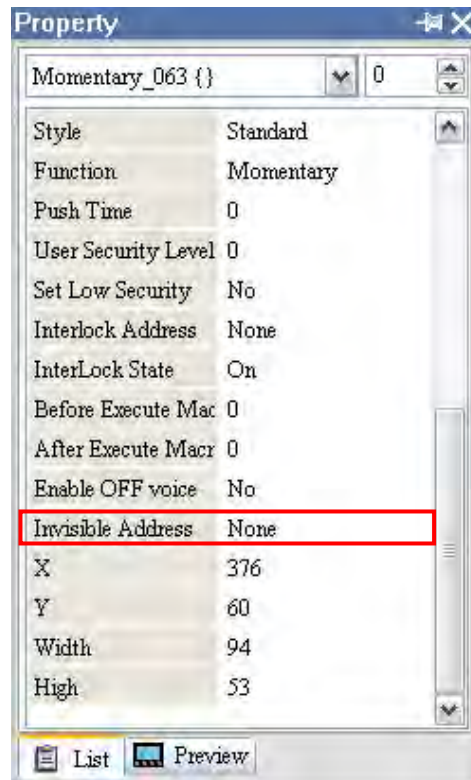 Property
Momentary_063 {} 0
Style Standard
Function Momentary
Push Time 0
User Security Level 0
Set Low Security No
Interlock Address None
InterLock State On
Before Execute Mac 0
After Execute Macr 0
Enable OFF voice No
Invisible Address None
X 376
Y 60
Width 94
High 53
List Preview